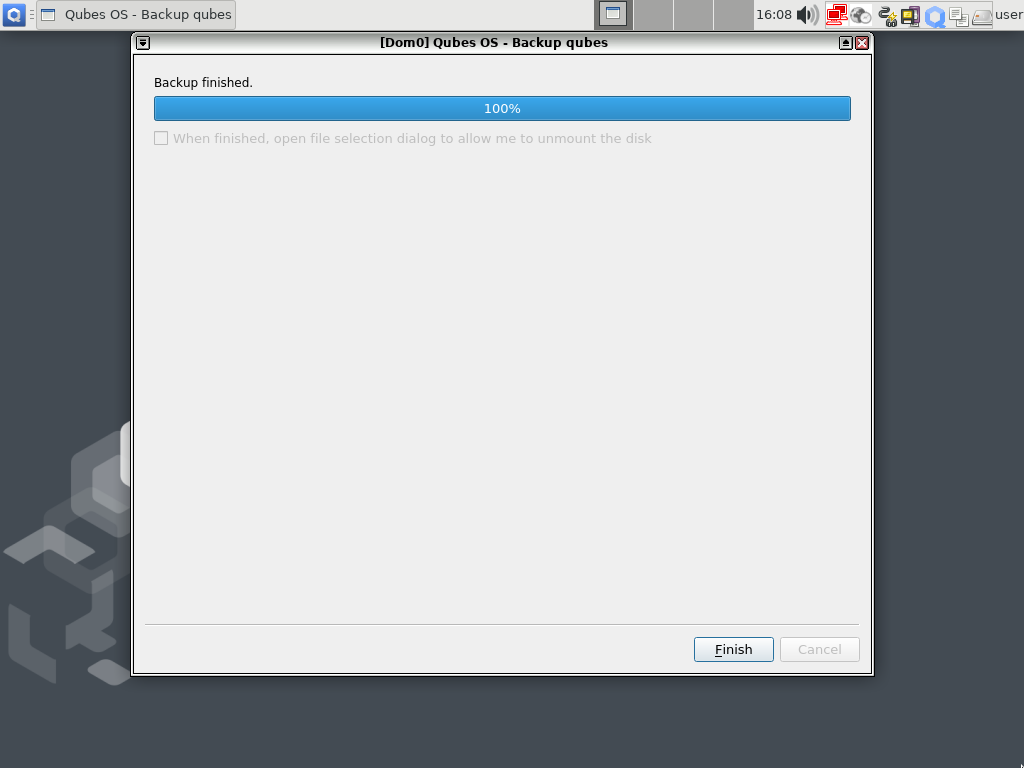 Qubes OS - Backup qubes
16:08
user
[Dom0] Qubes OS - Backup qubes
Backup finished.
100%
When finished, open file selection dialog to allow me to unmount the disk
Finish
Cancel